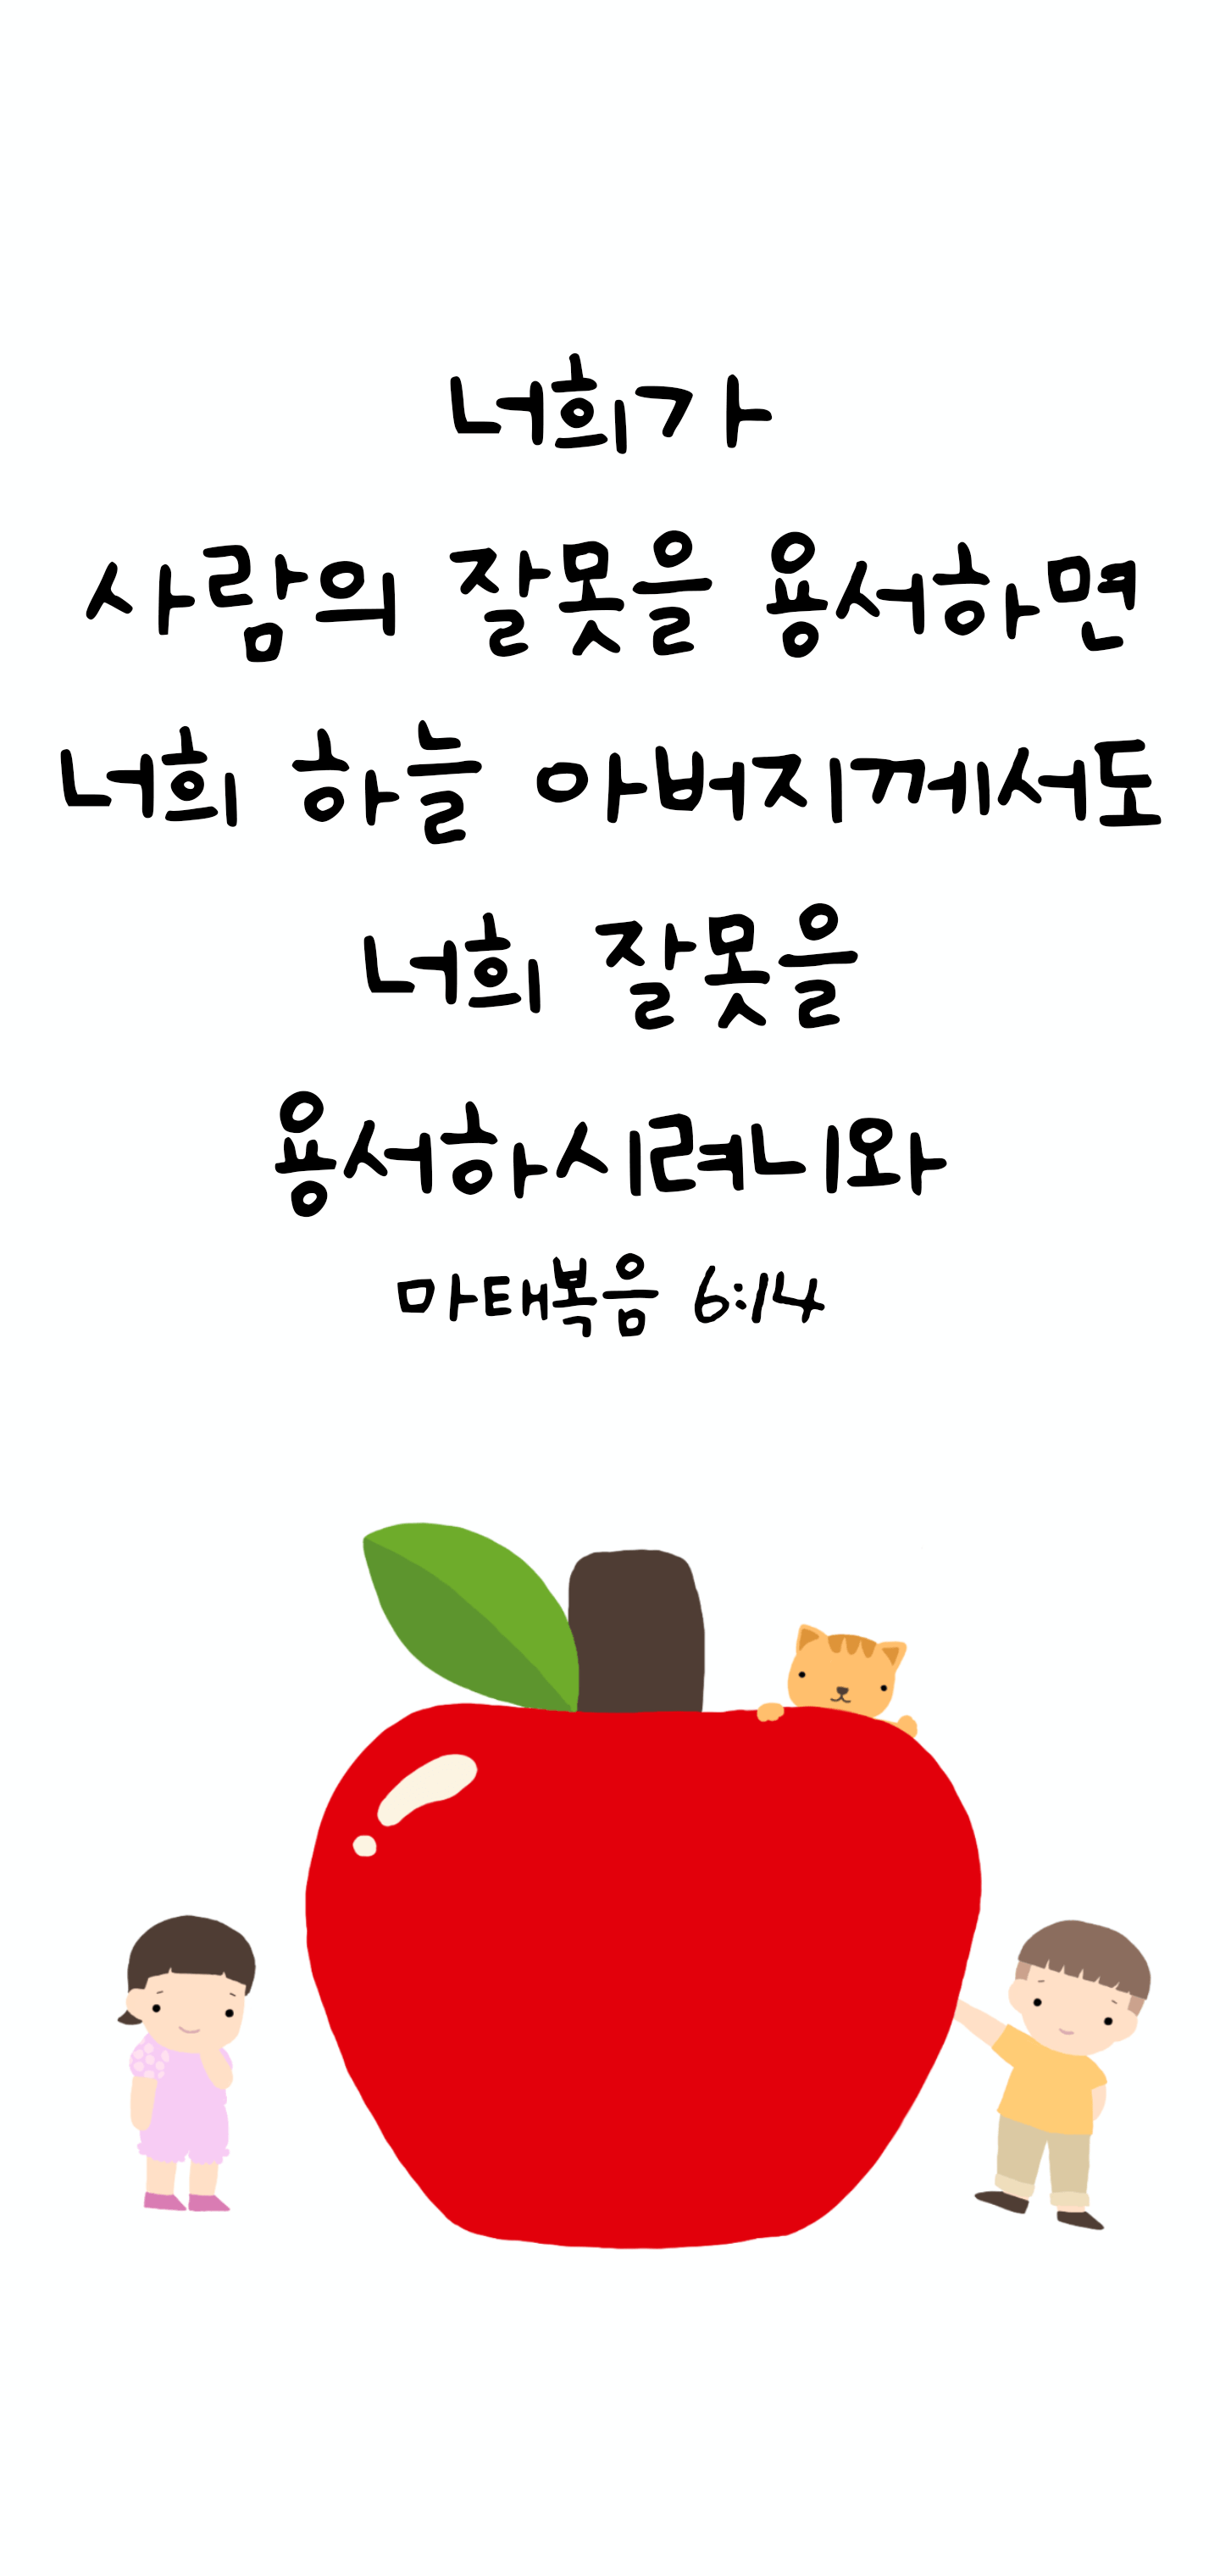 너희가
사람의 잘못을 용서하면
너희 하늘 아버지께서도
너희 잘못을
용서하시려니와
마태복음 6:14